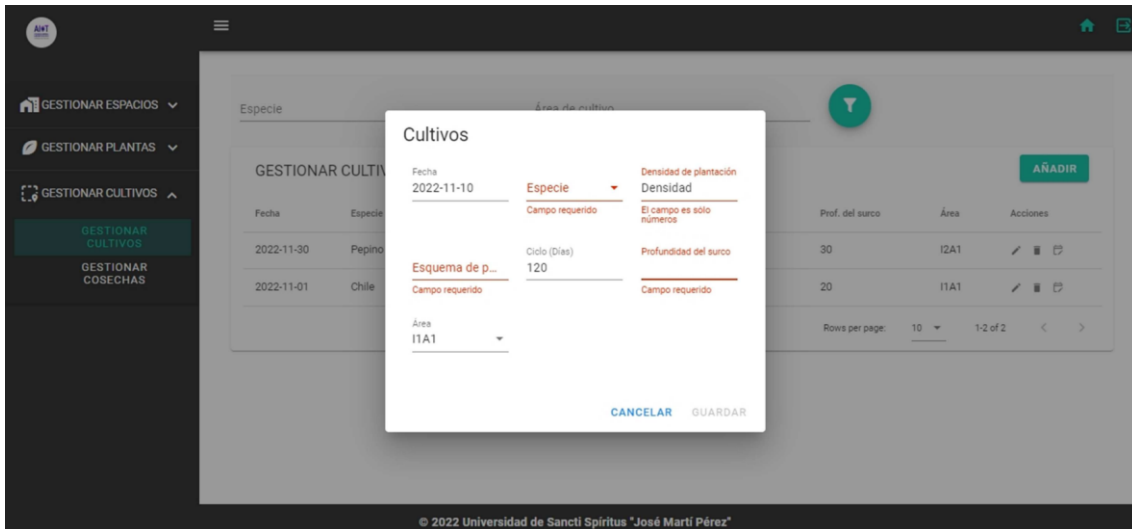 GESTIONAR ESPACIOS
GESTIONAR PLANTAS
GESTIONAR CULTIVOS
GESTIONAR
CULTIVOS
GESTIONAR
COSECHAS
Especie Área de cultivo
GESTIONAR CULTIV
AÑADIR
Fecha Especie Prof. del surco Área Acciones
2022-11-30 Pepino 30 I2A1
2022-11-01 Chile 20 I1A1
Rows per page: 10 1-2 of 2
Cultivos
Fecha
2022-11-10
Especie
Campo requerido
Densidad de plantación
Densidad
El campo es sólo
números
Esquema de p...
Campo requerido
Ciclo (Días)
120
Profundidad del surco
Campo requerido
Área
I1A1
CANCELAR GUARDAR
© 2022 Universidad de Sancti Spíritus "José Martí Pérez"